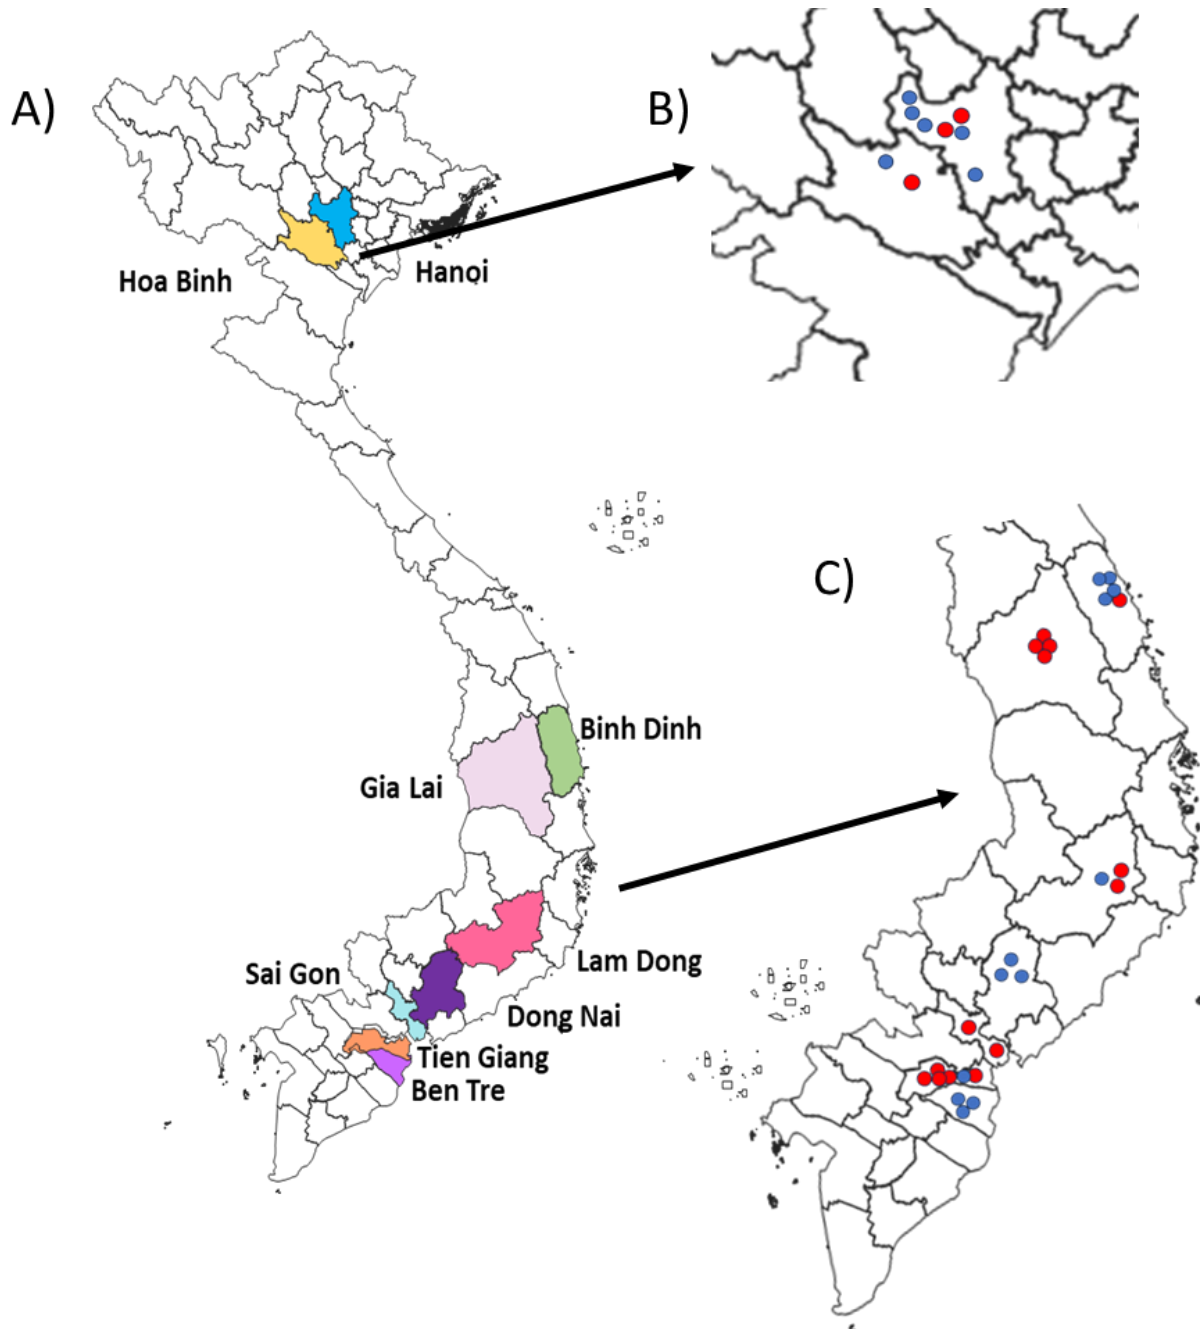 A)
B)
Hoa Binh
Hanoi
C)
Binh Dinh
Gia Lai
Sai Gon
Lam Dong
Dong Nai
Tien Giang
Ben Tre